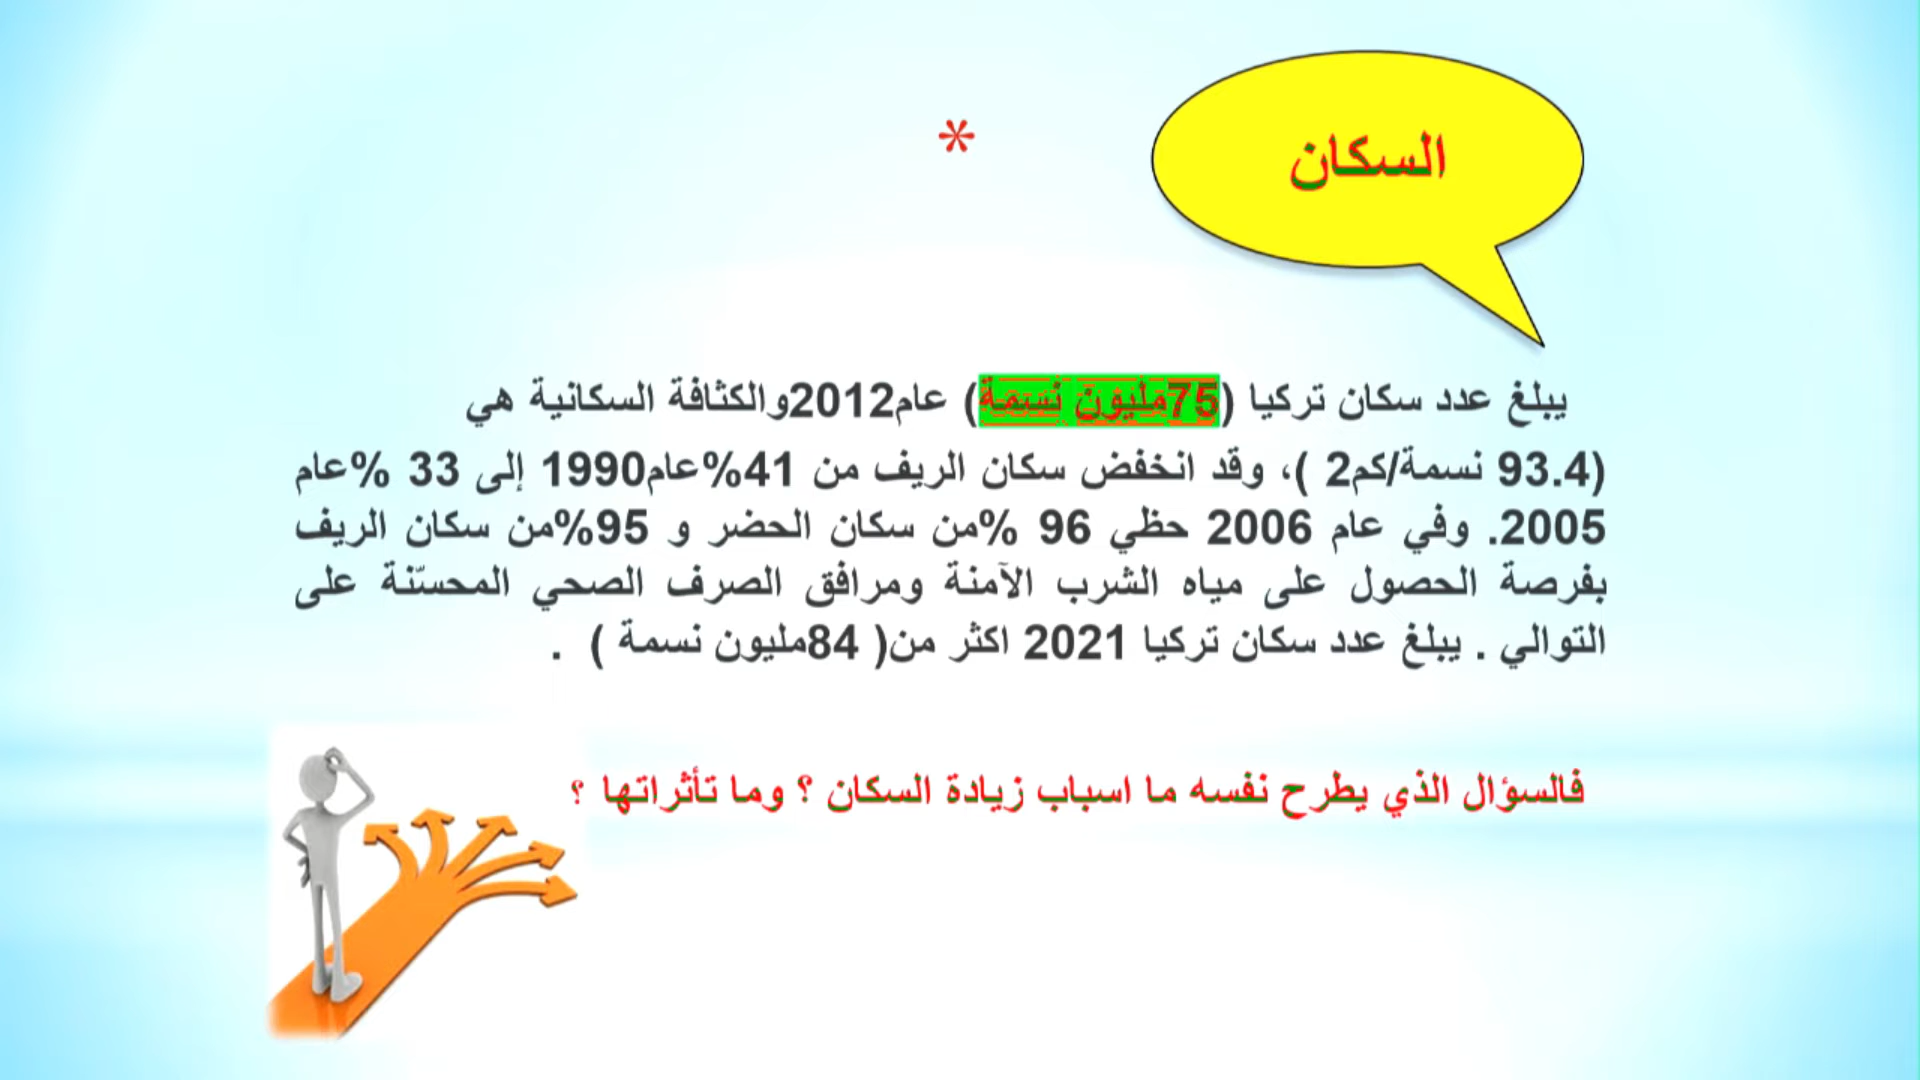 السكان
*
يبلغ عدد سكان تركيا (75مليون نسمة) عام2012والكثافة السكانية هي
(93.4 نسمة/كم2 )، وقد انخفض سكان الريف من 41%عام1990 إلى 33 %عام
2005. وفي عام 2006 حظي 96 %من سكان الحضر و 95%من سكان الريف
بفرصة الحصول على مياه الشرب الآمنة ومرافق الصرف الصحي المحسّنة على
التوالي . يبلغ عدد سكان تركيا 2021 اكثر من( 84مليون نسمة ) .
فالسؤال الذي يطرح نفسه ما اسباب زيادة السكان ؟ وما تأثراتها ؟